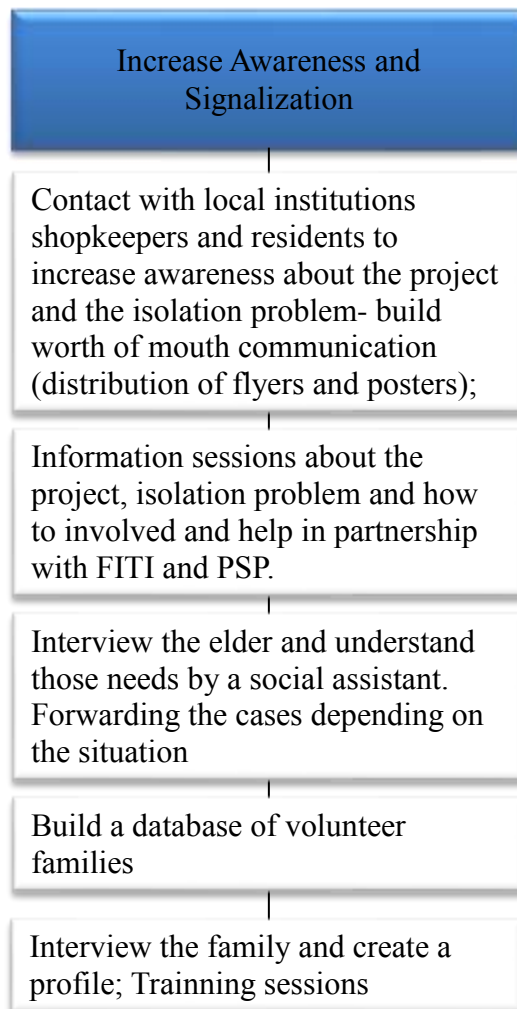 Increase Awareness and
Signalization
Contact with local institutions
shopkeepers and residents to
increase awareness about the project
and the isolation problem- build
worth of mouth communication
(distribution of flyers and posters);
Information sessions about the
project, isolation problem and how
to involved and help in partnership
with FITI and PSP.
Interview the elder and understand
those needs by a social assistant.
Forwarding the cases depending on
the situation
Build a database of volunteer
families
Interview the family and create a
profile; Trainning sessions